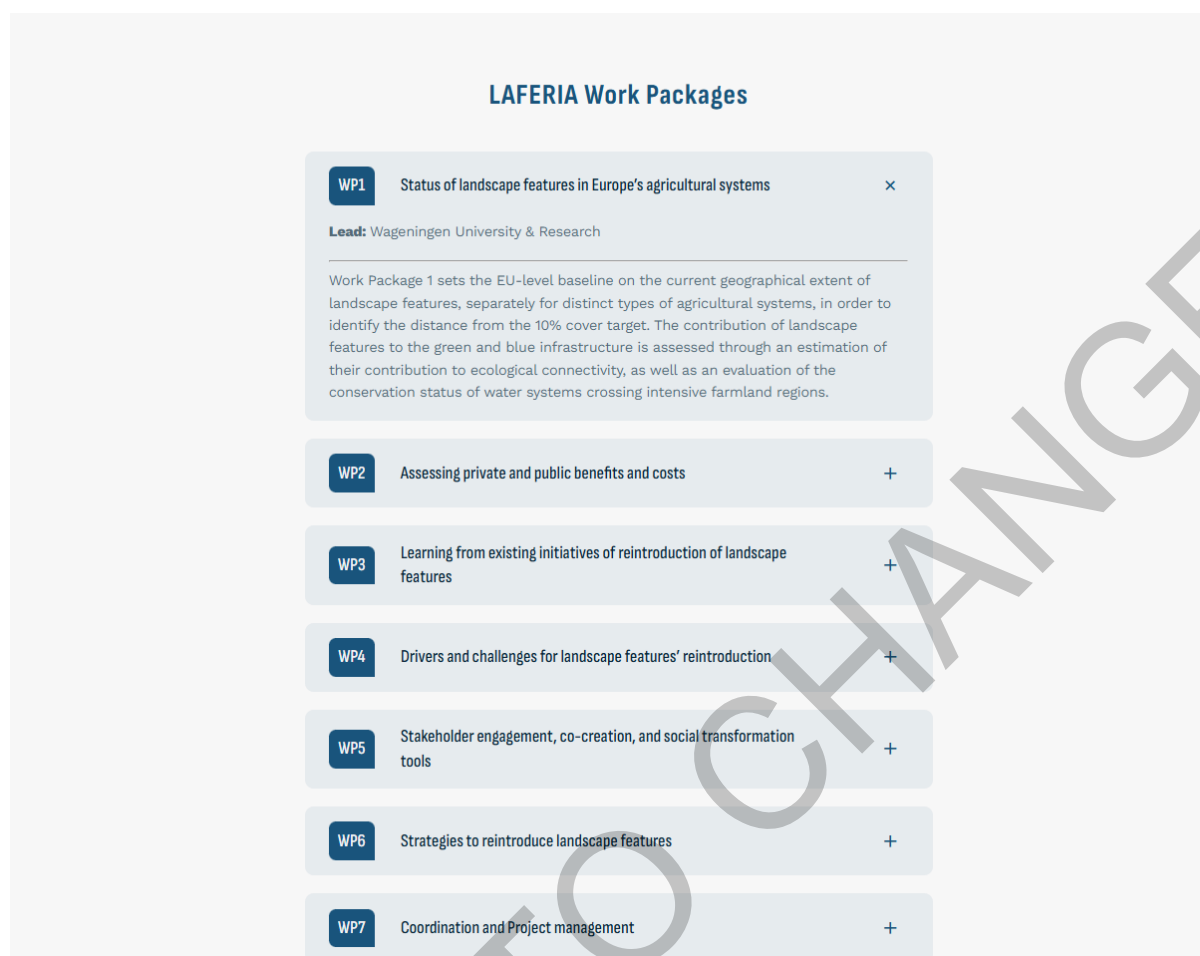 LAFERIA Work Packages
WP1 Status of landscape features in Europe's agricultural systems ×
Lead: Wageningen University & Research
Work Package 1 sets the EU-level baseline on the current geographical extent of
landscape features, separately for distinct types of agricultural systems, in order to
identify the distance from the 10% cover target. The contribution of landscape
features to the green and blue infrastructure is assessed through an estimation of
their contribution to ecological connectivity, as well as an evaluation of the
conservation status of water systems crossing intensive farmland regions.
WP2 Assessing private and public benefits and costs +
WP3 Learning from existing initiatives of reintroduction of landscape
features +
WP4 Drivers and challenges for landscape features' reintroduction +
WP5 Stakeholder engagement, co-creation, and social transformation
tools +
WP6 Strategies to reintroduce landscape features +
WP7 Coordination and Project management +
TO CHANGE